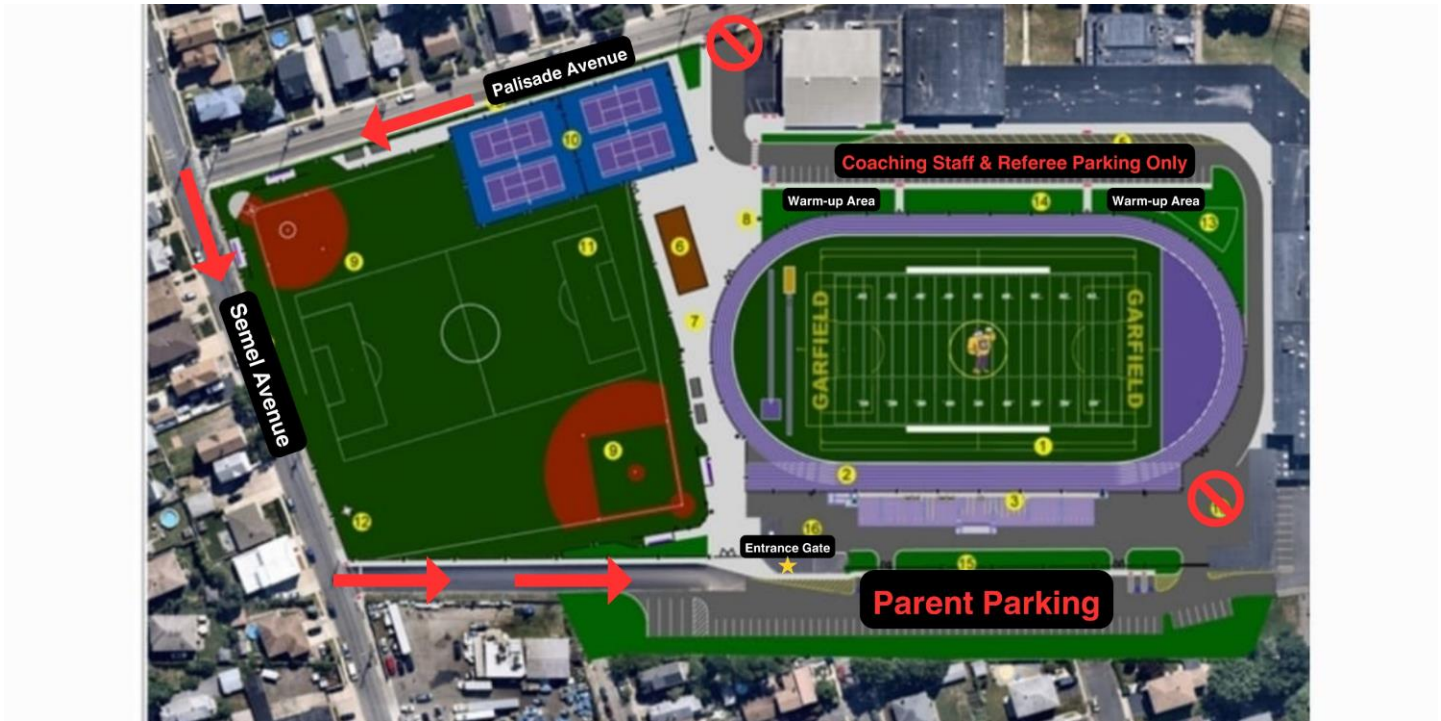 Palisade Avenue
10
Coaching Staff & Referee Parking Only
Warm-up Area
14
Warm-up Area
13
8
6
11
9
7
Semel Avenue
GARFIELD
GARFIELD
1
9
2
3
12
16
Entrance Gate
15
Parent Parking